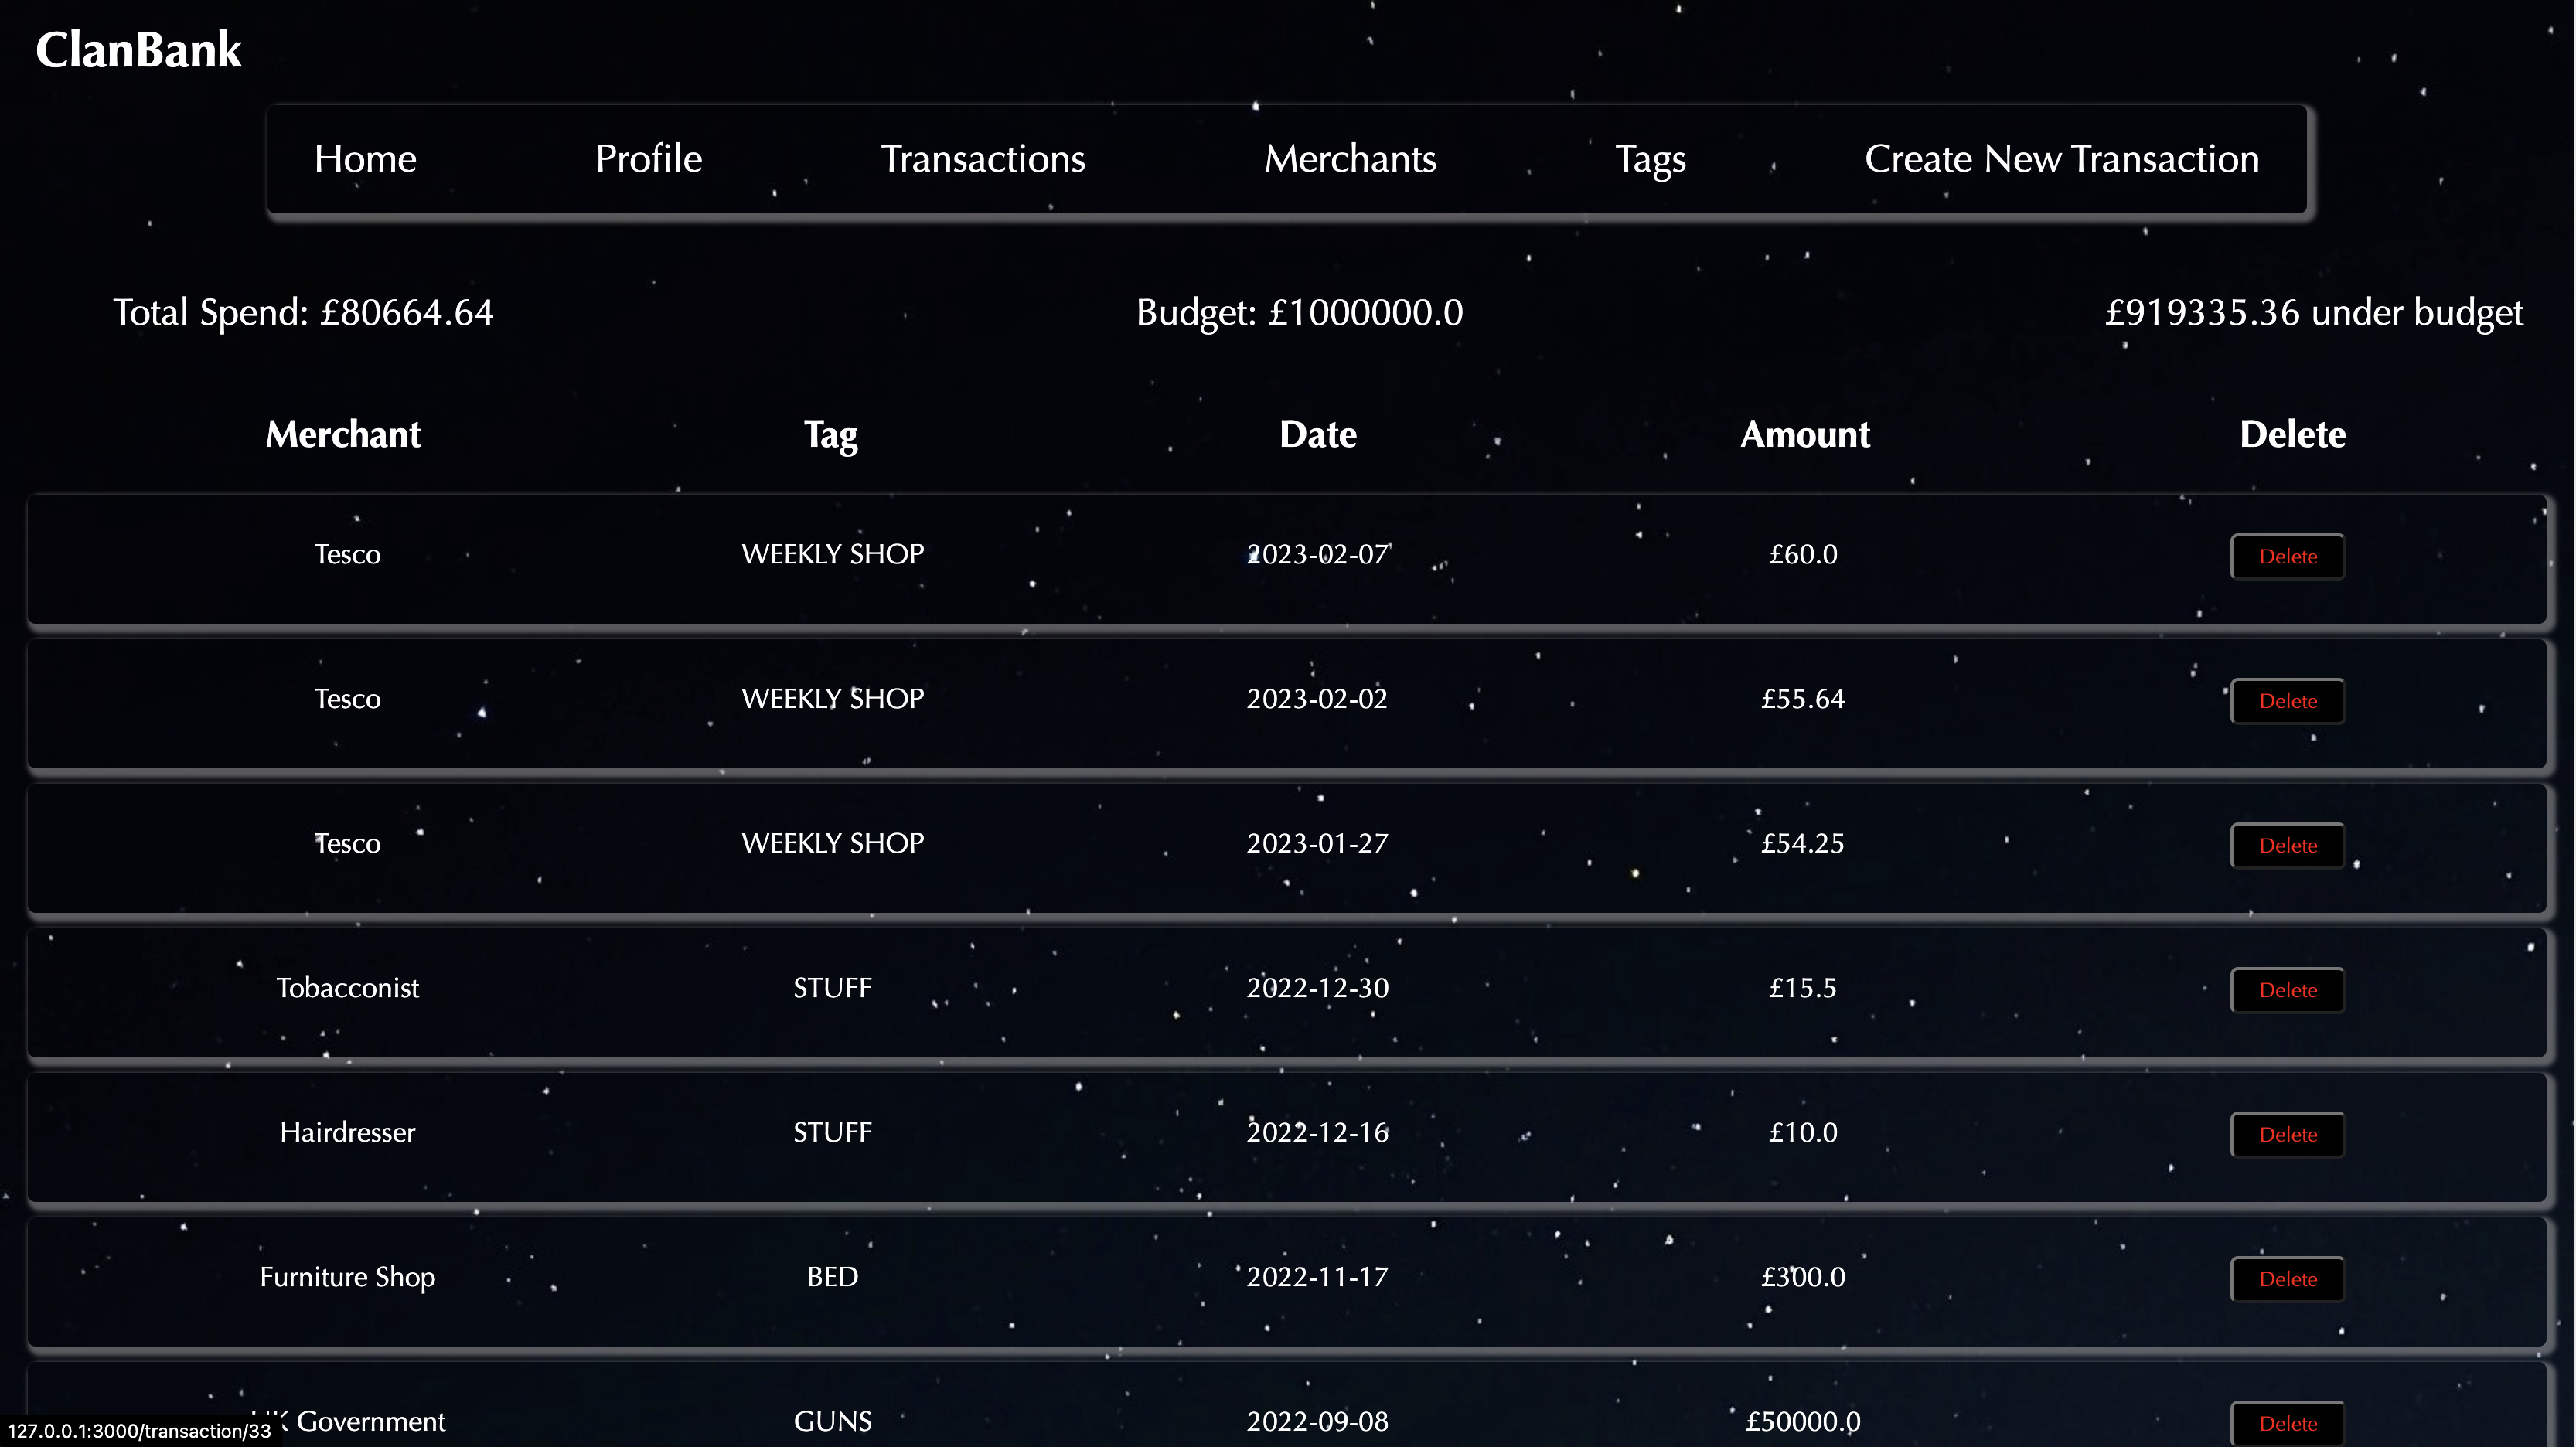 ClanBank
Home Profile Transactions Merchants Tags Create New Transaction
Total Spend: £80664.64 Budget: £1000000.0 £919335.36 under budget
Merchant Tag Date Amount Delete
Tesco WEEKLY SHOP 2023-02-07 £60.0 Delete
Tesco WEEKLY SHOP 2023-02-02 £55.64 Delete
Tesco WEEKLY SHOP 2023-01-27 £54.25 Delete
Tobacconist STUFF 2022-12-30 £15.5 Delete
Hairdresser STUFF 2022-12-16 £10.0 Delete
Furniture Shop BED 2022-11-17 £300.0 Delete
Government GUNS 2022-09-08 £50000.0 Delete
127.0.0.1:3000/transaction/33